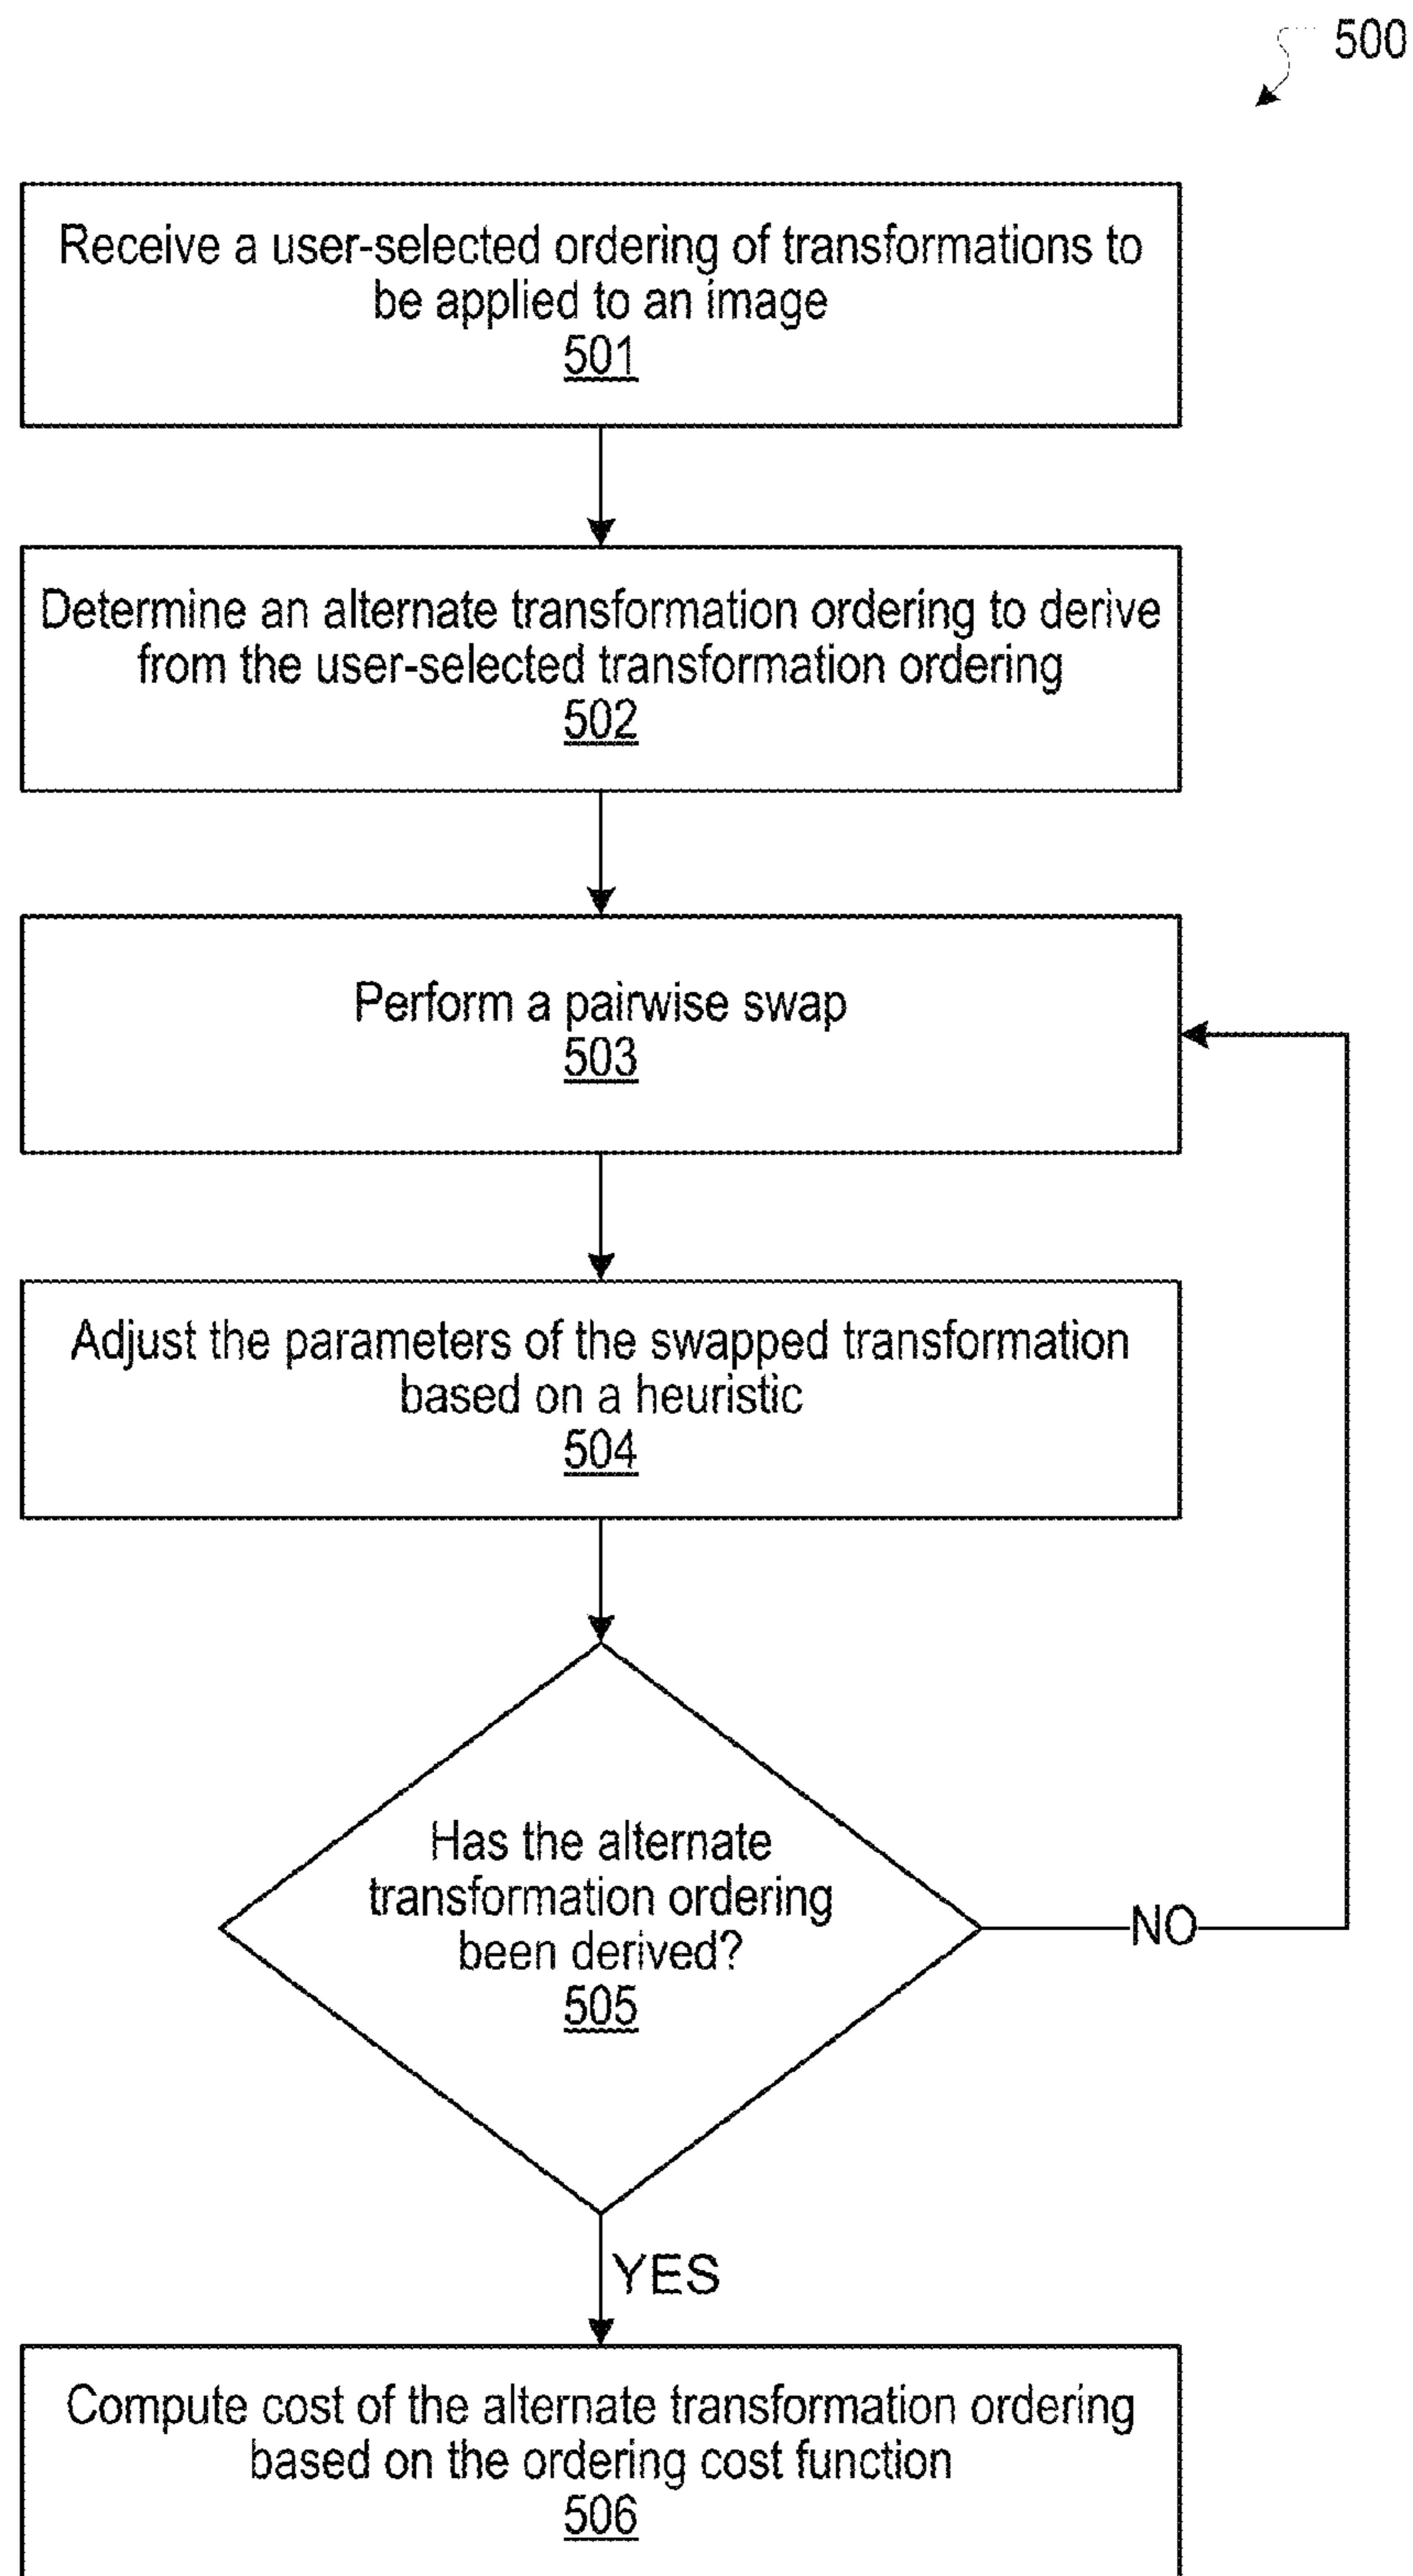 500
Receive a user-selected ordering of transformations to
be applied to an image
501
Determine an alternate transformation ordering to derive
from the user-selected transformation ordering
502
Perform a pairwise swap
503
Adjust the parameters of the swapped transformation
based on a heuristic
504
Has the alternate
transformation ordering
been derived?
505
NO
YES
Compute cost of the alternate transformation ordering
based on the ordering cost function
506